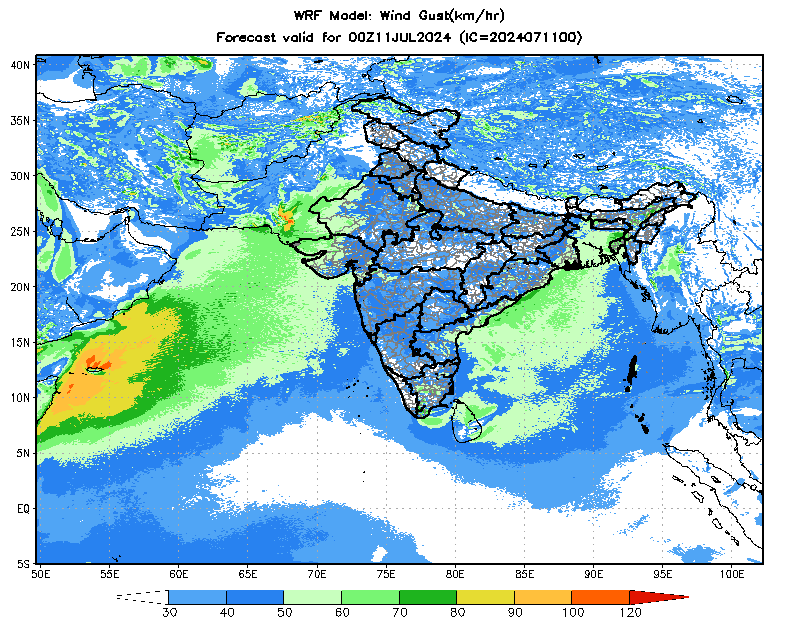 WRF Model: Wind Gust(km/hr)
Forecast valid for 00Z11JUL2024 (IC=2024071100)
40N
35N
30N
25N
20N
15N
10N
5N
EQ
5S
50E 55E 60E 65E 70E 75E 80E 85E 90E 95E 100E
30 40 50 60 70 80 90 100 120